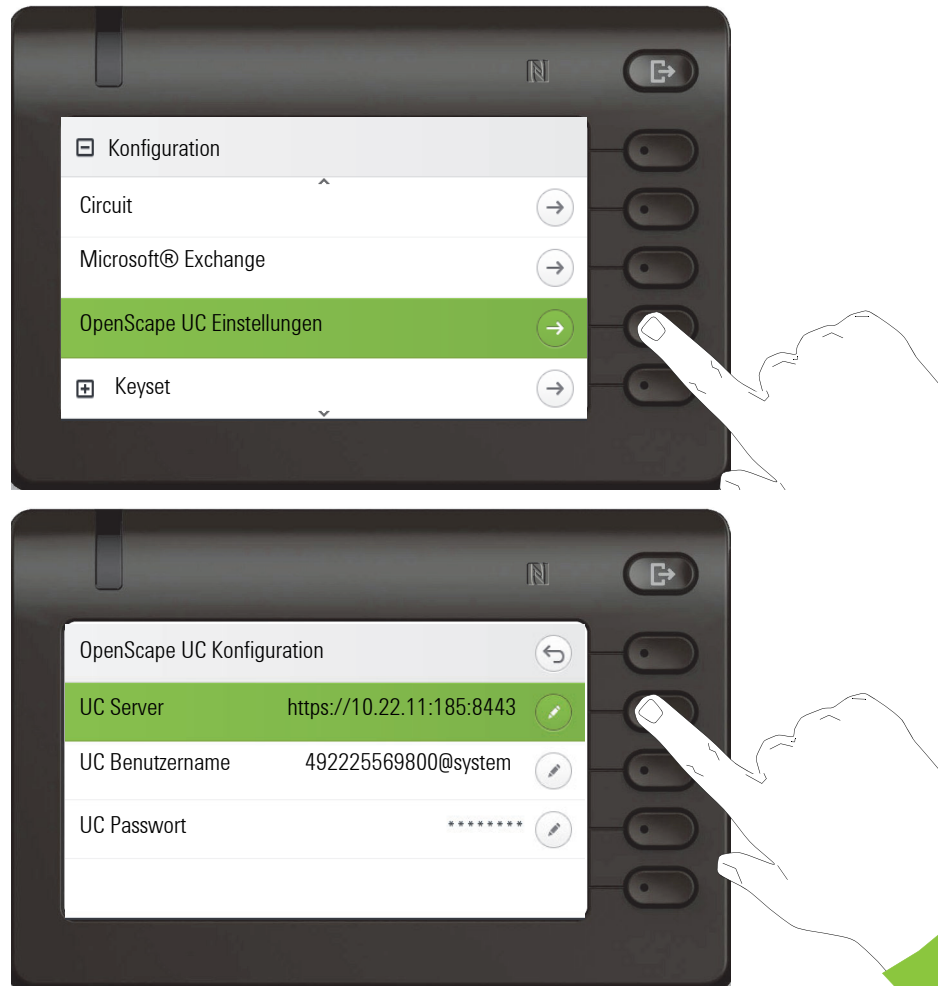 Konfiguration
Circuit
Microsoft® Exchange
OpenScape UC Einstellungen
Keyset
OpenScape UC Konfiguration
UC Server https://10.22.11:185:8443
UC Benutzername 492225569800@system
UC Passwort ********